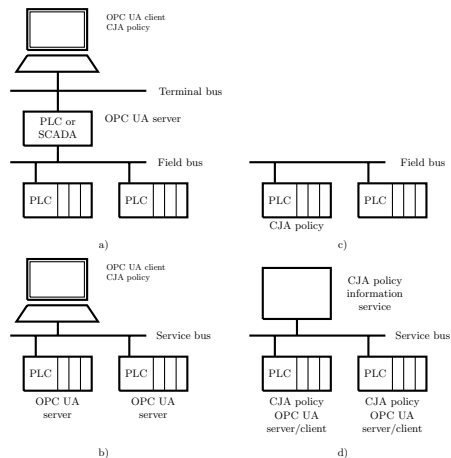 OPC UA client
CJA policy
Terminal bus
PLC or
SCADA
OPC UA server
Field bus
PLC
PLC
a)
Field bus
PLC
PLC
CJA policy
c)
OPC UA client
CJA policy
Service bus
PLC
PLC
OPC UA
server
OPC UA
server
b)
CJA policy
information
service
Service bus
PLC
PLC
CJA policy
OPC UA
server/client
CJA policy
OPC UA
server/client
d)